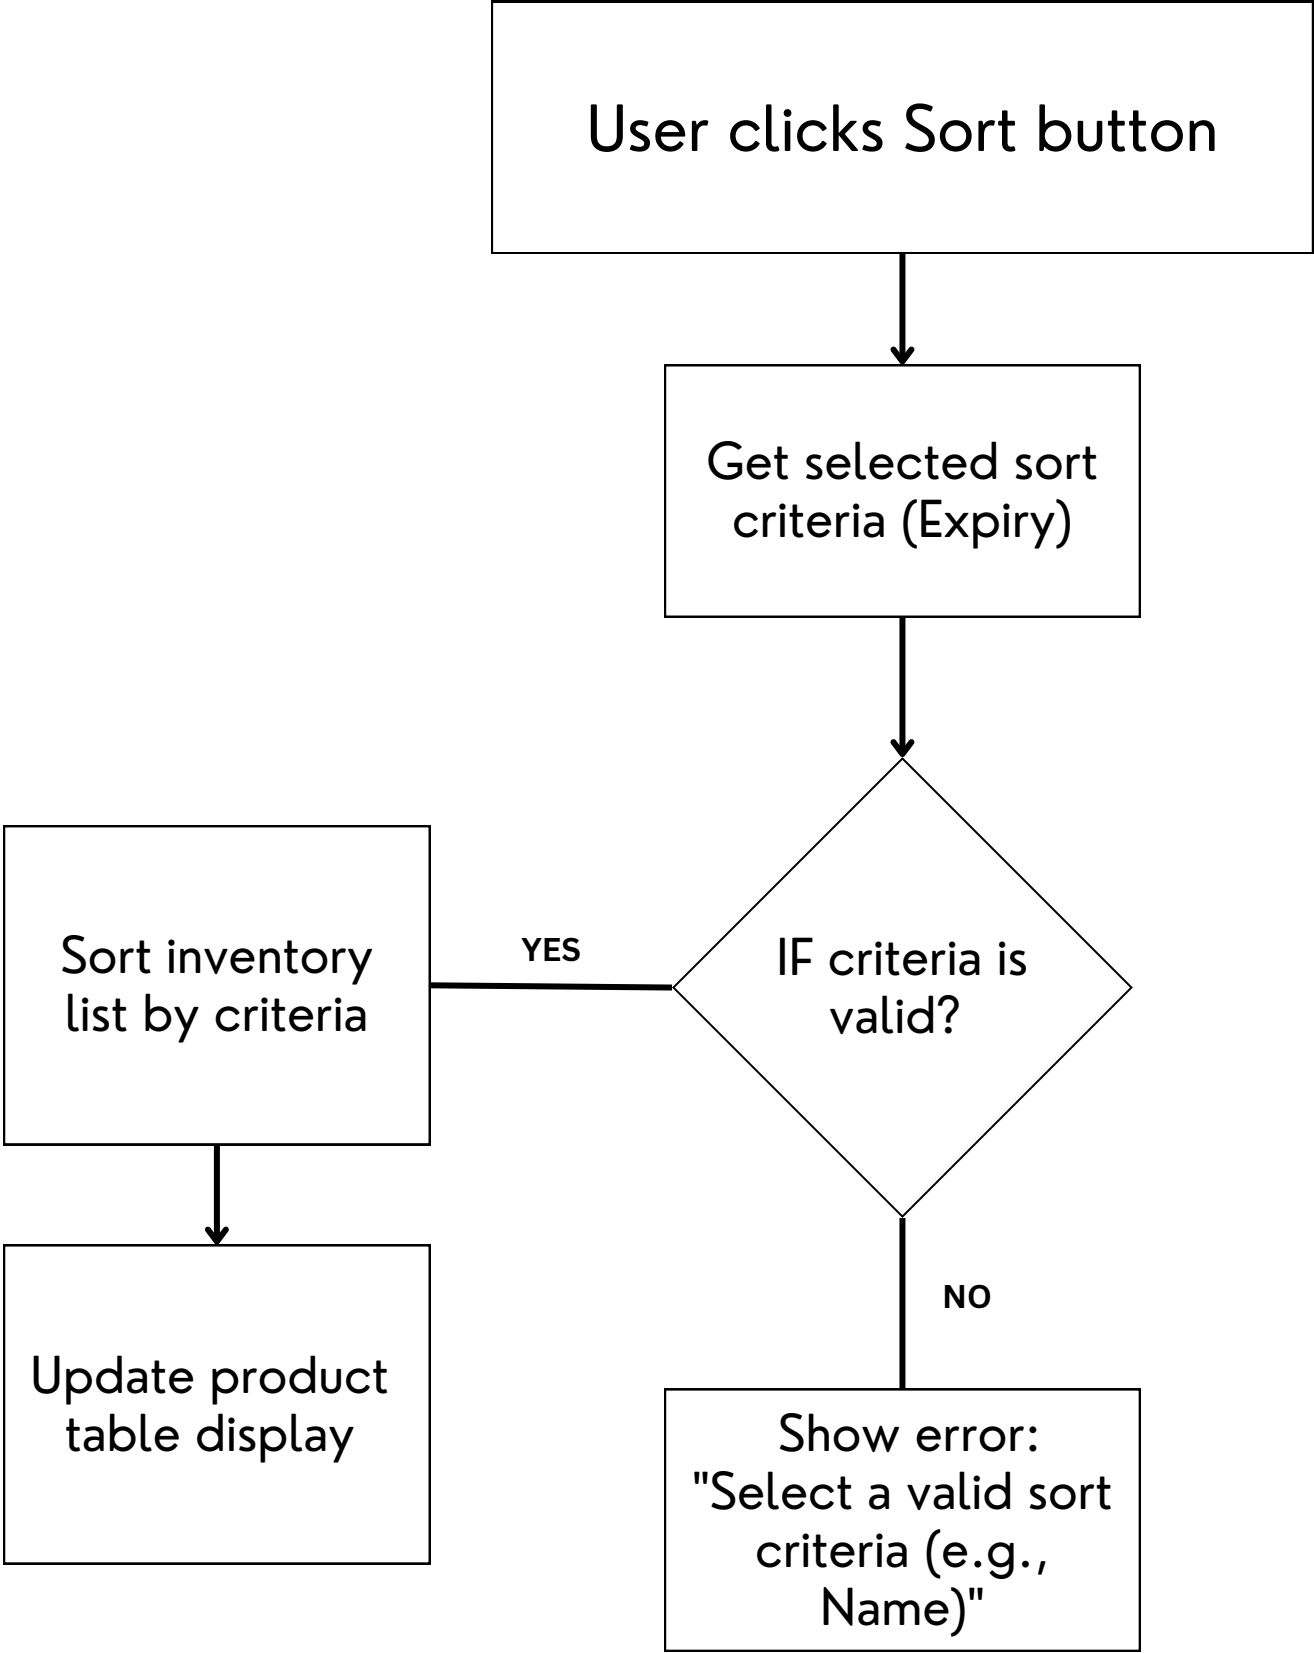 User clicks Sort button
Get selected sort
criteria (Expiry)
IF criteria is
valid?
YES
Sort inventory
list by criteria
Update product
table display
NO
Show error:
"Select a valid sort
criteria (e.g.,
Name)"